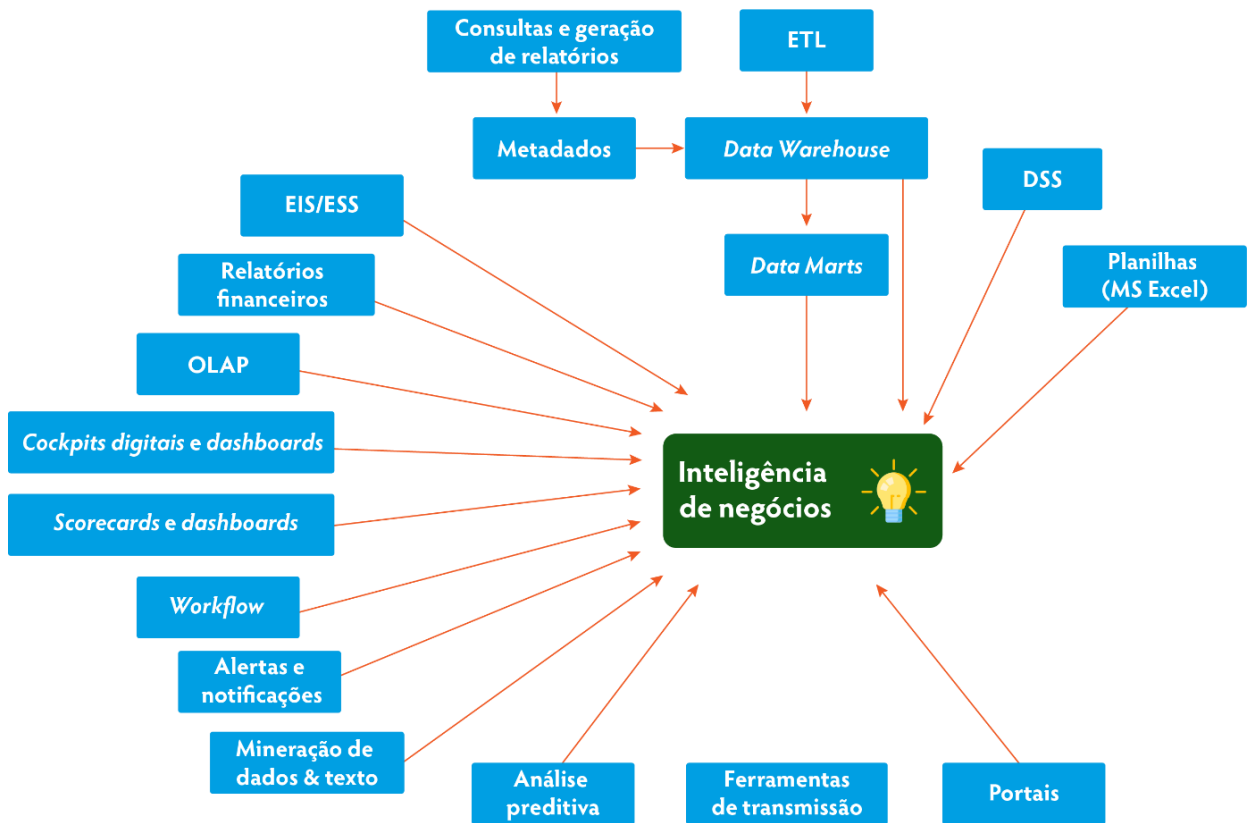 Consultas e geração
de relatórios
ETL
Metadados
Data Warehouse
DSS
EIS/ESS
Data Marts
Planilhas
(MS Excel)
Relatórios
financeiros
OLAP
Cockpits digitais e dashboards
Inteligência
de negócios
Scorecards e dashboards
Workflow
Alertas e
notificações
Mineração de
dados & texto
Análise
preditiva
Ferramentas
de transmissão
Portais